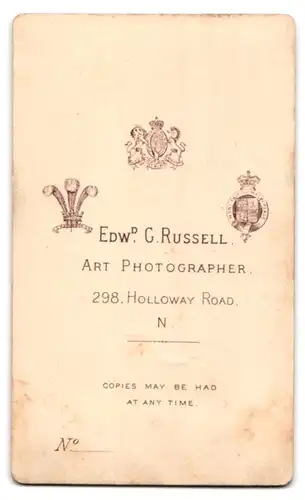 EDWD. G. RUSSELL.
ART PHOTOGRAPHER.
298, HOLLOWAY ROAD.
N
COPIES MAY BE HAD
AT ANY TIME.
No